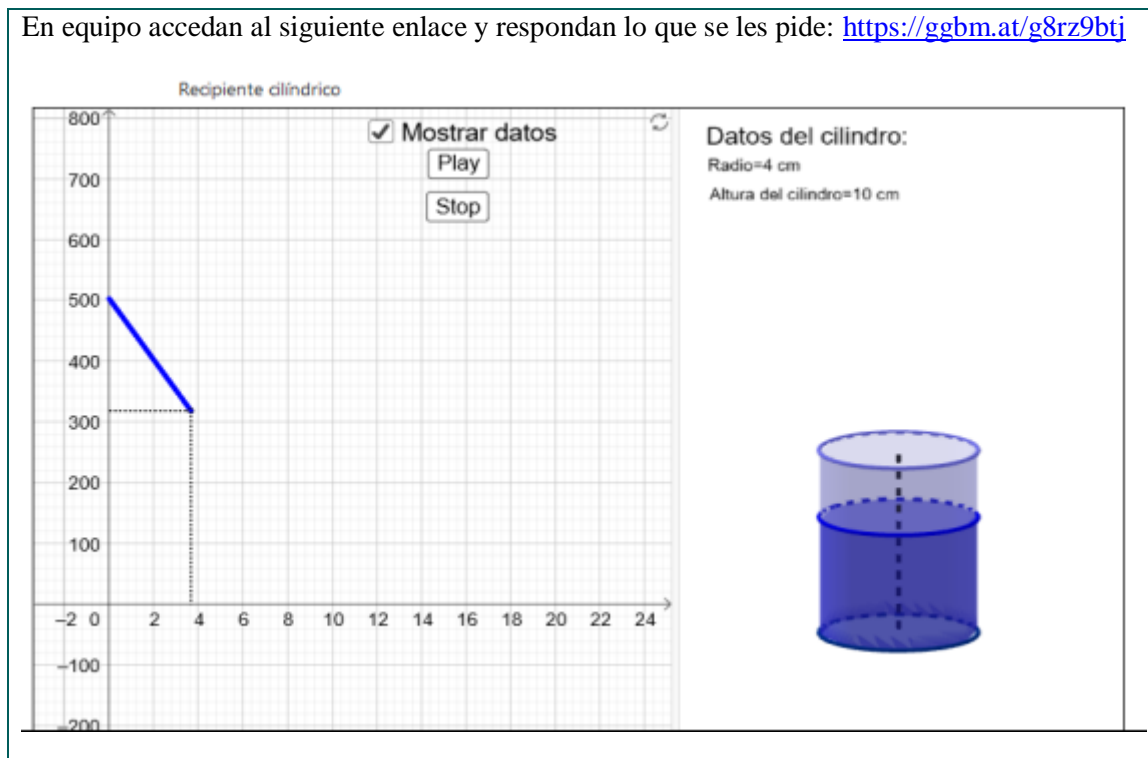 En equipo accedan al siguiente enlace y respondan lo que se les pide: https://ggbm.at/g8rz9btj
Recipiente cilíndrico
800
700
600
500
400
300
200
100
–2 0 2 4 6 8 10 12 14 16 18 20 22 24
–100
–200
Mostrar datos
Play
Stop
Datos del cilindro:
Radio=4 cm
Altura del cilindro=10 cm